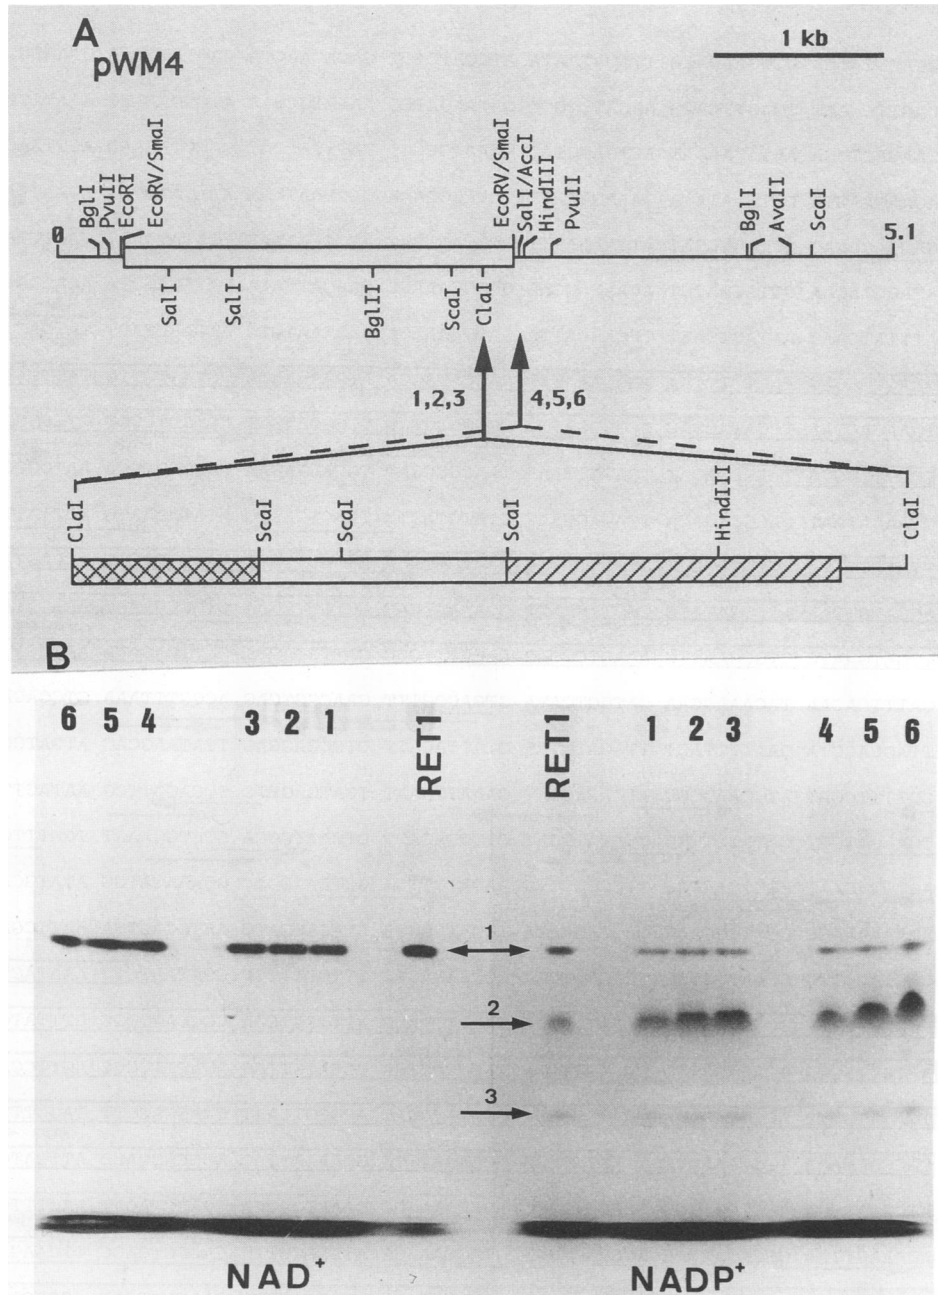 A
pWM4
1 kb
0
BglI
PvuII
EcoRI
EcoRV/SmaI
EcoRV/SmaI
SalI/AccI
HindIII
PvuII
BglI
AvaII
ScaI
5.1
SalI
SalI
BglII
ScaI
ClaI
1,2,3
4,5,6
ClaI
ScaI
ScaI
ScaI
HindIII
ClaI
B
6 5 4 3 2 1 RET1 RET1 1 2 3 4 5 6
1
2
3
NAD+ NADP+